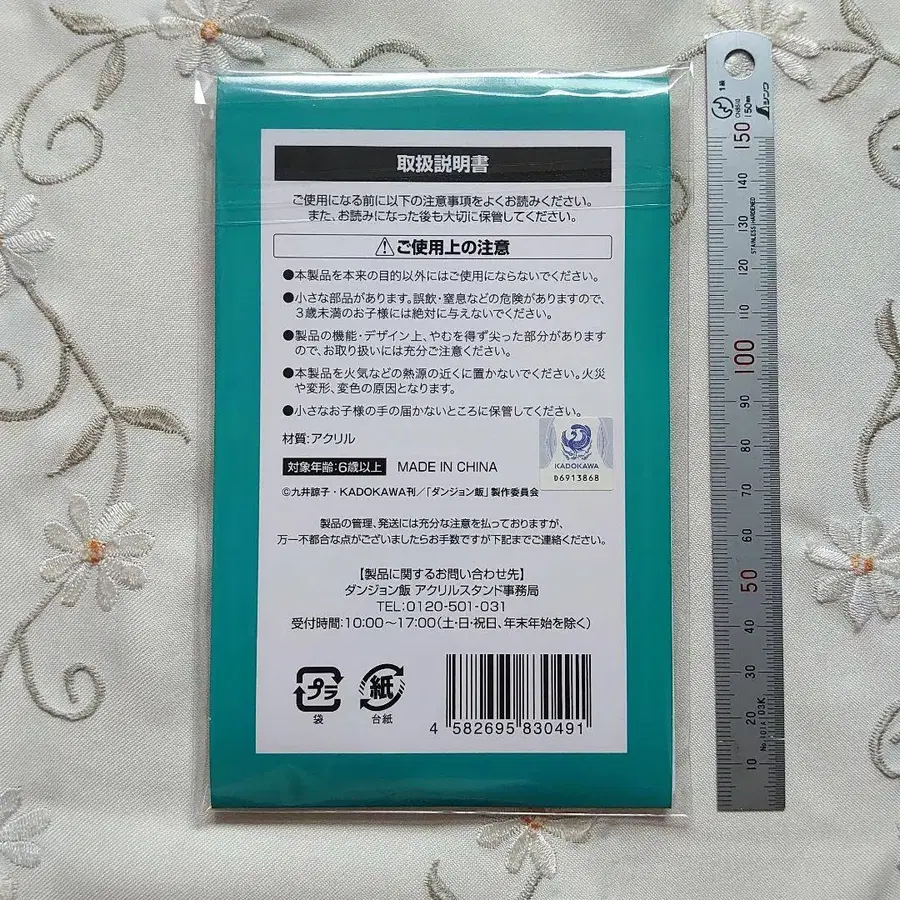 取扱説明書
ご使用になる前に以下の注意事項をよくお読みください。
また、お読みになった後も大切に保管してください。
⚠ご使用上の注意
●本製品を本来の目的以外にはご使用にならないでください。
●小さな部品があります。誤飲・窒息などの危険がありますので、
3歳未満のお子様には絶対に与えないでください。
●製品の機能・デザイン上、やむを得ず尖った部分があります
ので、お取り扱いには充分ご注意ください。
●本製品を火気などの熱源の近くに置かないでください。火災
や変形、変色の原因となります。
●小さなお子様の手の届かないところに保管してください。
材質:アクリル
対象年齢:6歳以上 MADE IN CHINA
KADOKAWA
D6913868
©九井諒子・KADOKAWA刊/「ダンジョン飯」製作委員会
製品の管理、発送には充分な注意を払っておりますが、
万一不都合な点がございましたらお手数ですが下記までご連絡ください。
【製品に関するお問い合わせ先】
ダンジョン飯 アクリルスタンド事務局
TEL:0120-501-031
受付時間:10:00〜17:00(土・日・祝日、年末年始を除く)
プラ
袋
紙
台紙
4 582695 830491
シンワ
1級
150mm
150
140
130
120
110
100
90
80
70
60
50
40
30
20
10
STAINLESS HARDENED